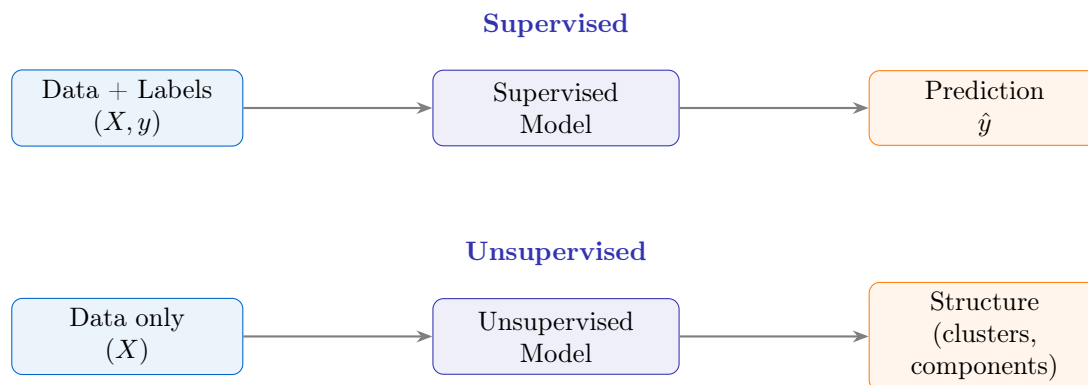 Supervised
Data + Labels
(X, y)
Supervised
Model
Prediction
ŷ
Unsupervised
Data only
(X)
Unsupervised
Model
Structure
(clusters,
components)